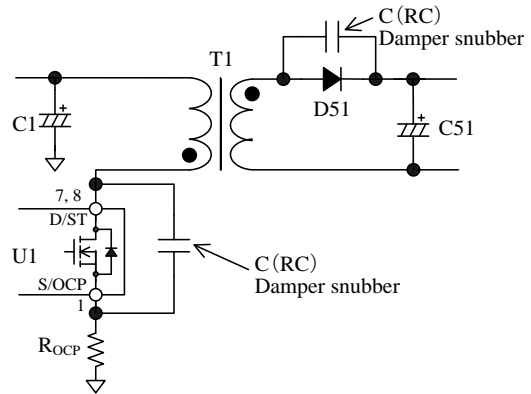 C(RC)
Damper snubber
T1
D51
C1
C51
7, 8
D/ST
U1
S/OCP
1
C(RC)
Damper snubber
ROCP